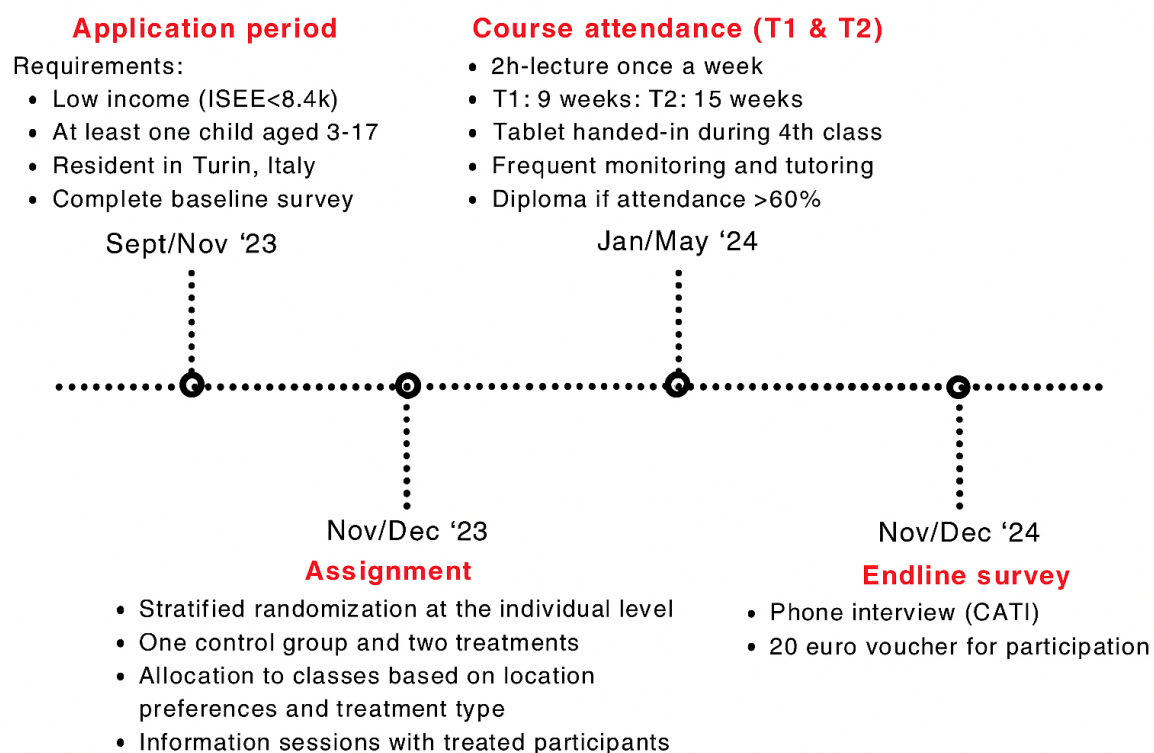 Application period
Requirements:
• Low income (ISEE<8.4k)
• At least one child aged 3-17
• Resident in Turin, Italy
• Complete baseline survey
Sept/Nov ‘23
Course attendance (T1 & T2)
• 2h-lecture once a week
• T1: 9 weeks: T2: 15 weeks
• Tablet handed-in during 4th class
• Frequent monitoring and tutoring
• Diploma if attendance >60%
Jan/May ‘24
Nov/Dec ‘23
Assignment
• Stratified randomization at the individual level
• One control group and two treatments
• Allocation to classes based on location
preferences and treatment type
• Information sessions with treated participants
Nov/Dec ‘24
Endline survey
• Phone interview (CATI)
• 20 euro voucher for participation